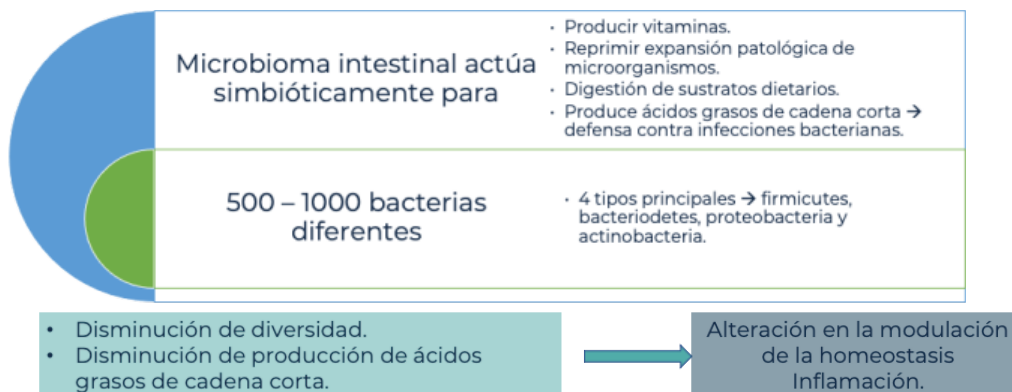 Microbioma intestinal actúa
simbióticamente para
• Producir vitaminas.
• Reprimir expansión patológica de
microorganismos.
• Digestión de sustratos dietarios.
• Produce ácidos grasos de cadena corta →
defensa contra infecciones bacterianas.
500 – 1000 bacterias
diferentes
• 4 tipos principales → firmicutes,
bacteriodetes, proteobacteria y
actinobacteria.
• Disminución de diversidad.
• Disminución de producción de ácidos
grasos de cadena corta.
Alteración en la modulación
de la homeostasis
Inflamación.